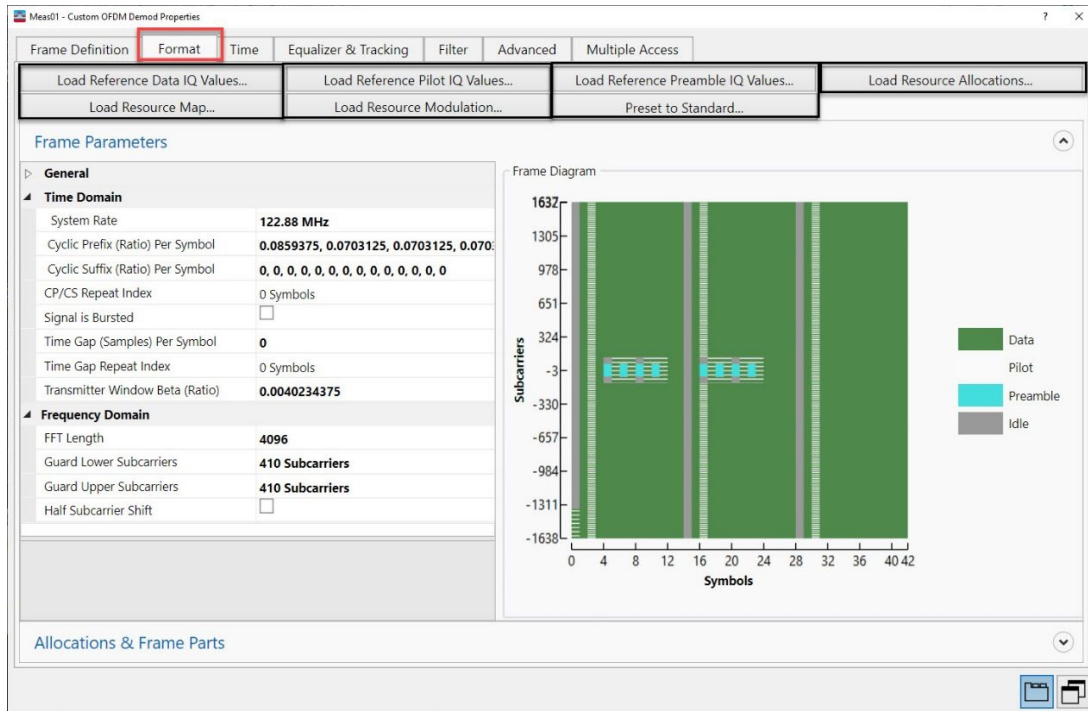 Meas01 - Custom OFDM Demod Properties ? ×
Frame Definition Format Time Equalizer & Tracking Filter Advanced Multiple Access
Load Reference Data IQ Values... Load Reference Pilot IQ Values... Load Reference Preamble IQ Values... Load Resource Allocations...
Load Resource Map... Load Resource Modulation... Preset to Standard...
Frame Parameters
General
Time Domain
System Rate 122.88 MHz
Cyclic Prefix (Ratio) Per Symbol 0.0859375, 0.0703125, 0.0703125, 0.070
Cyclic Suffix (Ratio) Per Symbol 0, 0, 0, 0, 0, 0, 0, 0, 0, 0, 0, 0, 0, 0
CP/CS Repeat Index 0 Symbols
Signal is Bursted
Time Gap (Samples) Per Symbol 0
Time Gap Repeat Index 0 Symbols
Transmitter Window Beta (Ratio) 0.0040234375
Frequency Domain
FFT Length 4096
Guard Lower Subcarriers 410 Subcarriers
Guard Upper Subcarriers 410 Subcarriers
Half Subcarrier Shift
Frame Diagram
1637
1305
978
651
324
-3
-330
-657
-984
-1311
-1638
Subcarriers
0 4 8 12 16 20 24 28 32 36 40 42
Symbols
Data
Pilot
Preamble
Idle
Allocations & Frame Parts